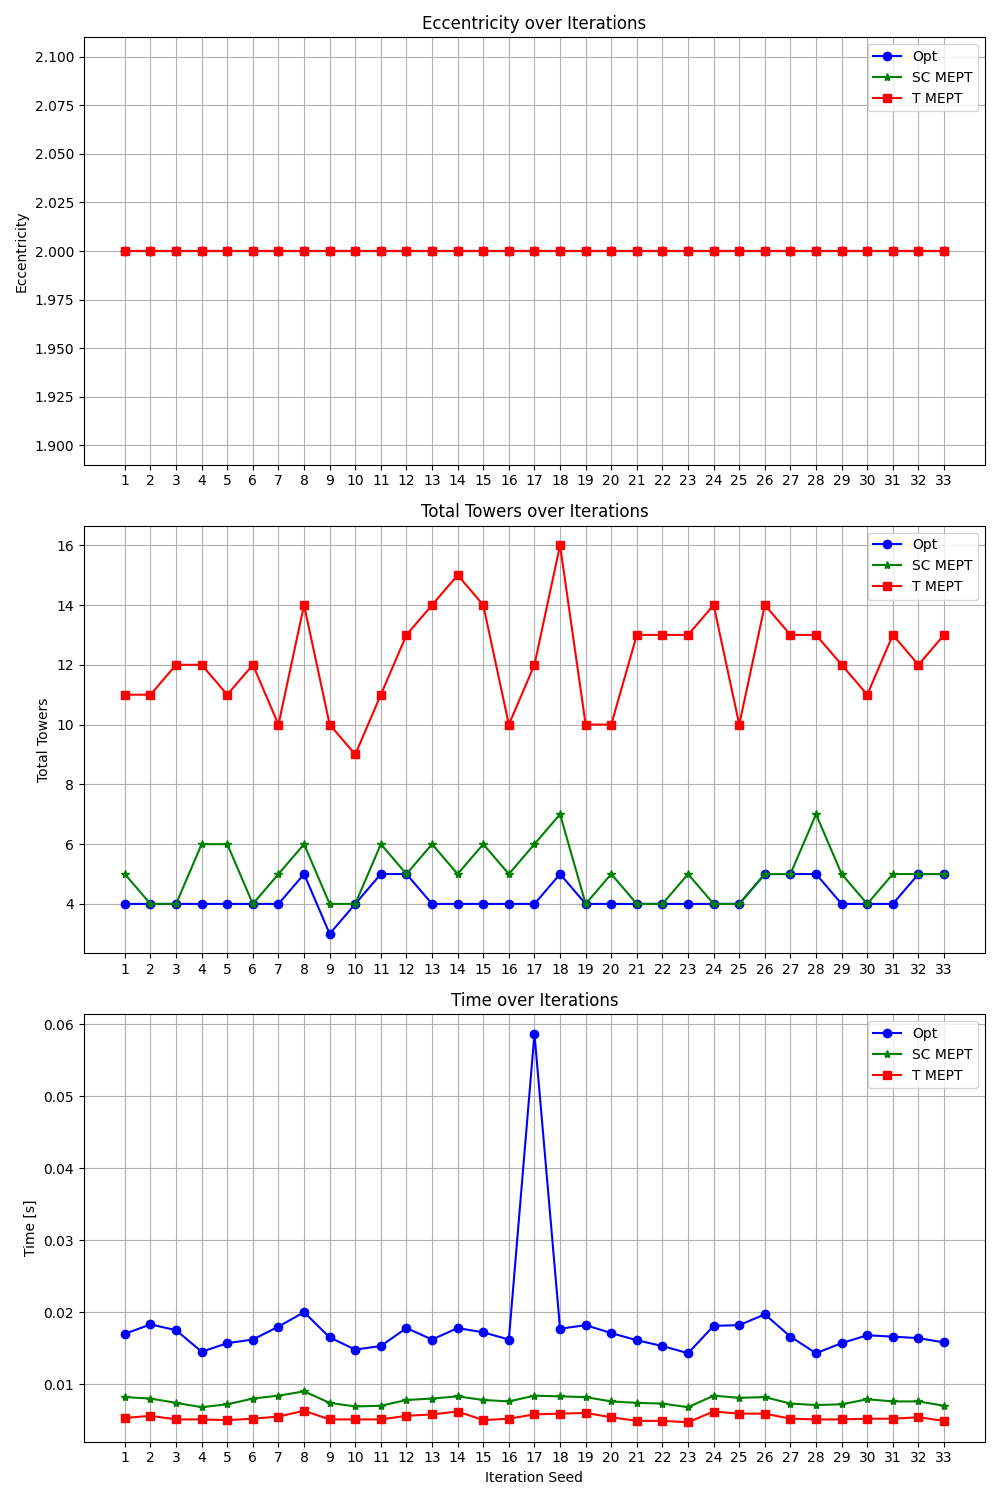 Eccentricity over Iterations
Eccentricity
2.100
2.075
2.050
2.025
2.000
1.975
1.950
1.925
1.900
Opt
SC MEPT
T MEPT
1 2 3 4 5 6 7 8 9 10 11 12 13 14 15 16 17 18 19 20 21 22 23 24 25 26 27 28 29 30 31 32 33
Total Towers over Iterations
Total Towers
16
14
12
10
8
6
4
Opt
SC MEPT
T MEPT
1 2 3 4 5 6 7 8 9 10 11 12 13 14 15 16 17 18 19 20 21 22 23 24 25 26 27 28 29 30 31 32 33
Time over Iterations
Time [s]
0.06
0.05
0.04
0.03
0.02
0.01
Opt
SC MEPT
T MEPT
1 2 3 4 5 6 7 8 9 10 11 12 13 14 15 16 17 18 19 20 21 22 23 24 25 26 27 28 29 30 31 32 33
Iteration Seed